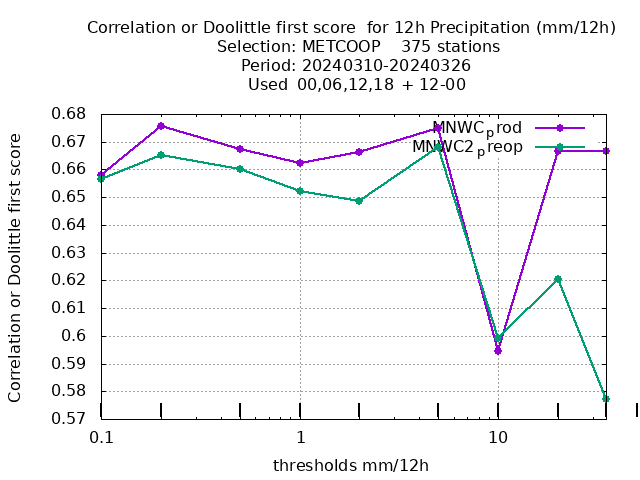 Correlation or Doolittle first score  for 12h Precipitation (mm/12h)
Selection: METCOOP    375 stations
Period: 20240310-20240326
Used  00,06,12,18  + 12-00
Correlation or Doolittle first score
0.68
0.67
0.66
0.65
0.64
0.63
0.62
0.61
0.6
0.59
0.58
0.57
MNWCprod
MNWC2preop
0.1
1
10
thresholds mm/12h